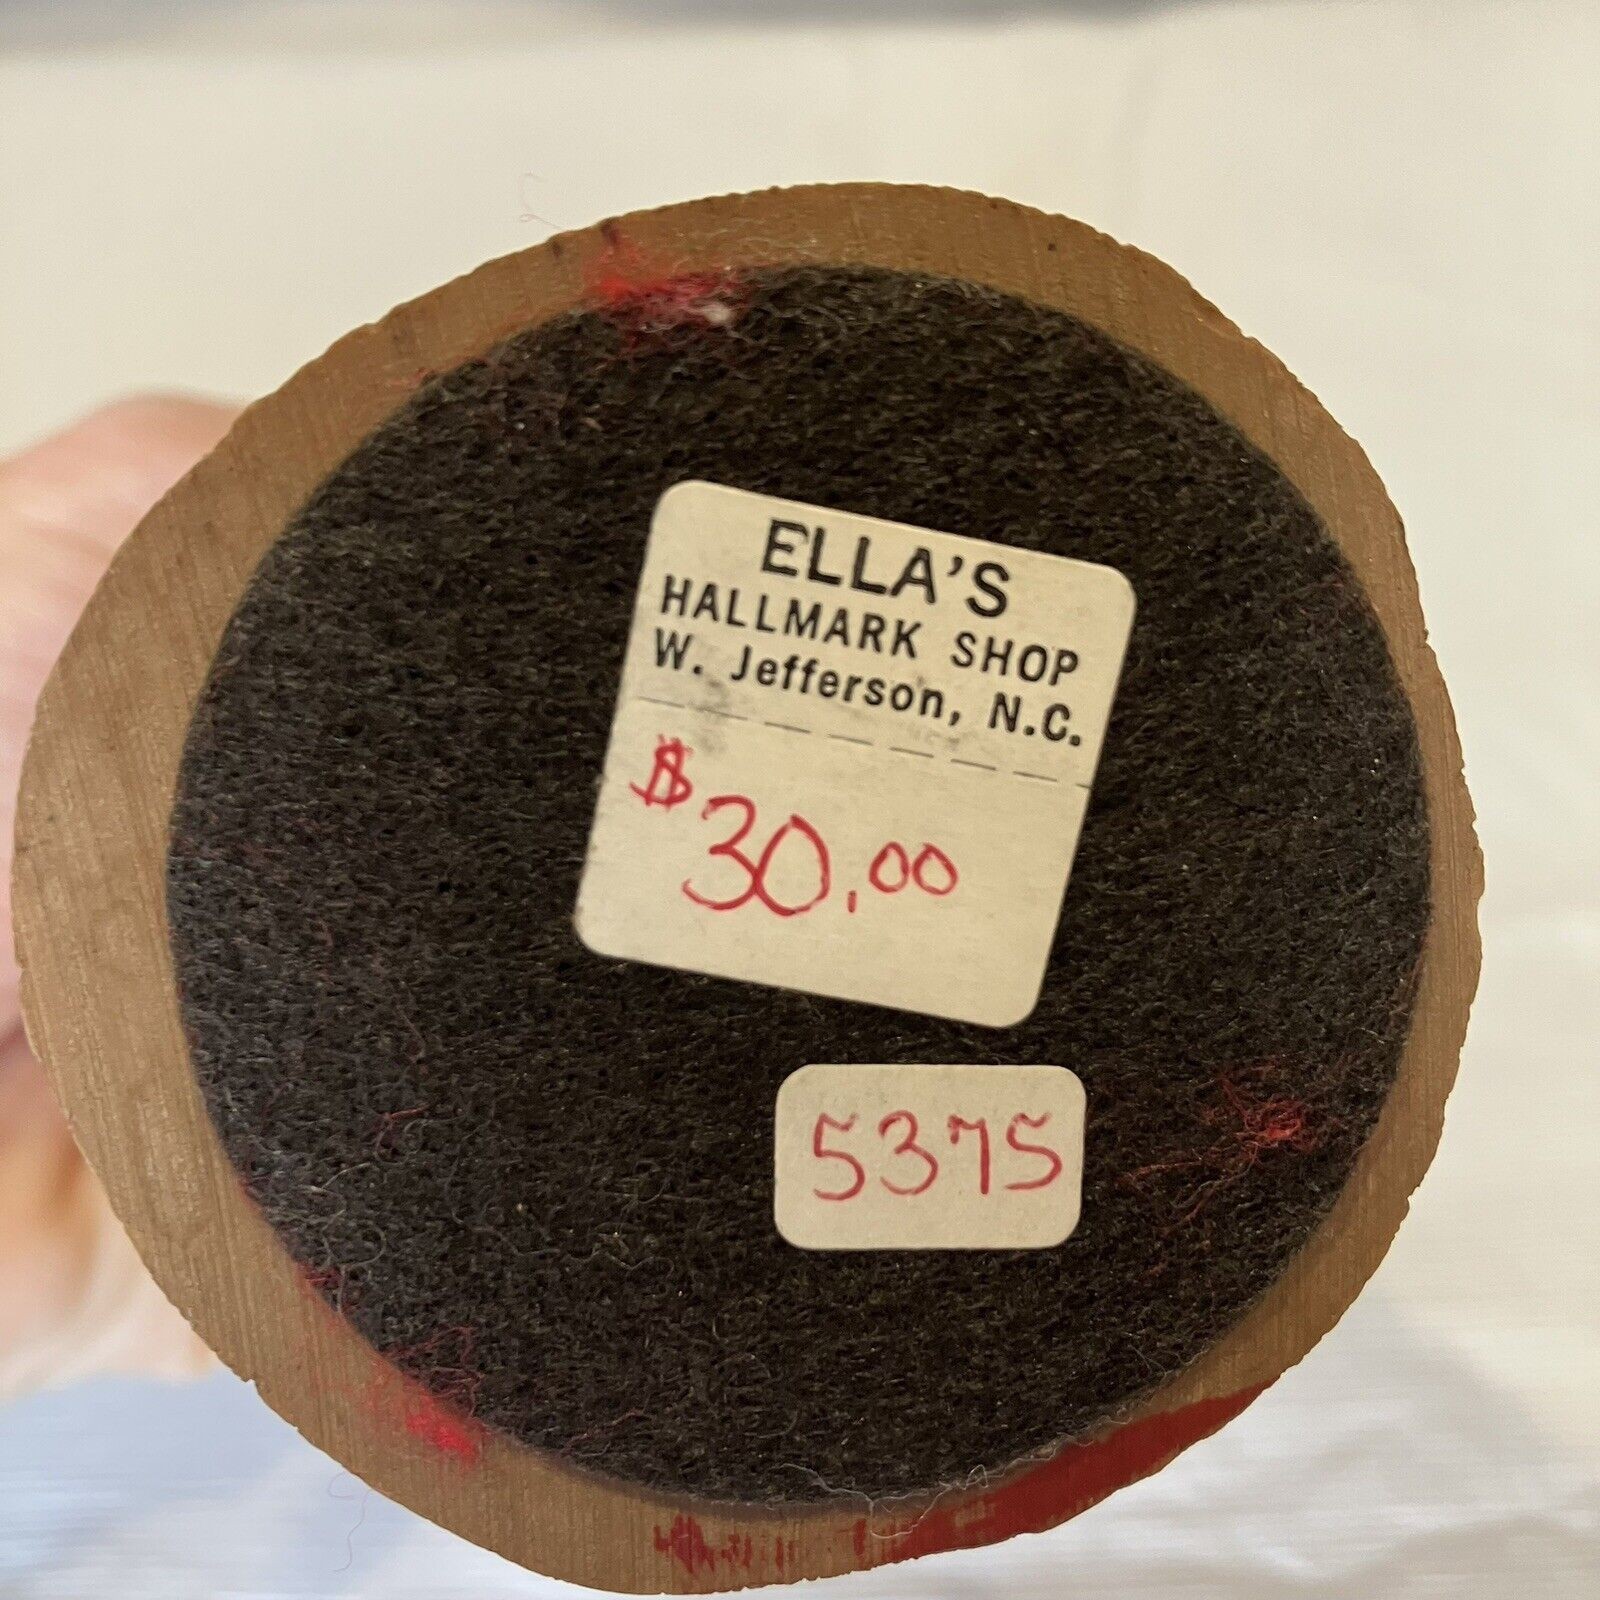 ELLA'S
HALLMARK SHOP
W. Jefferson, N.C.
$30.00
5375